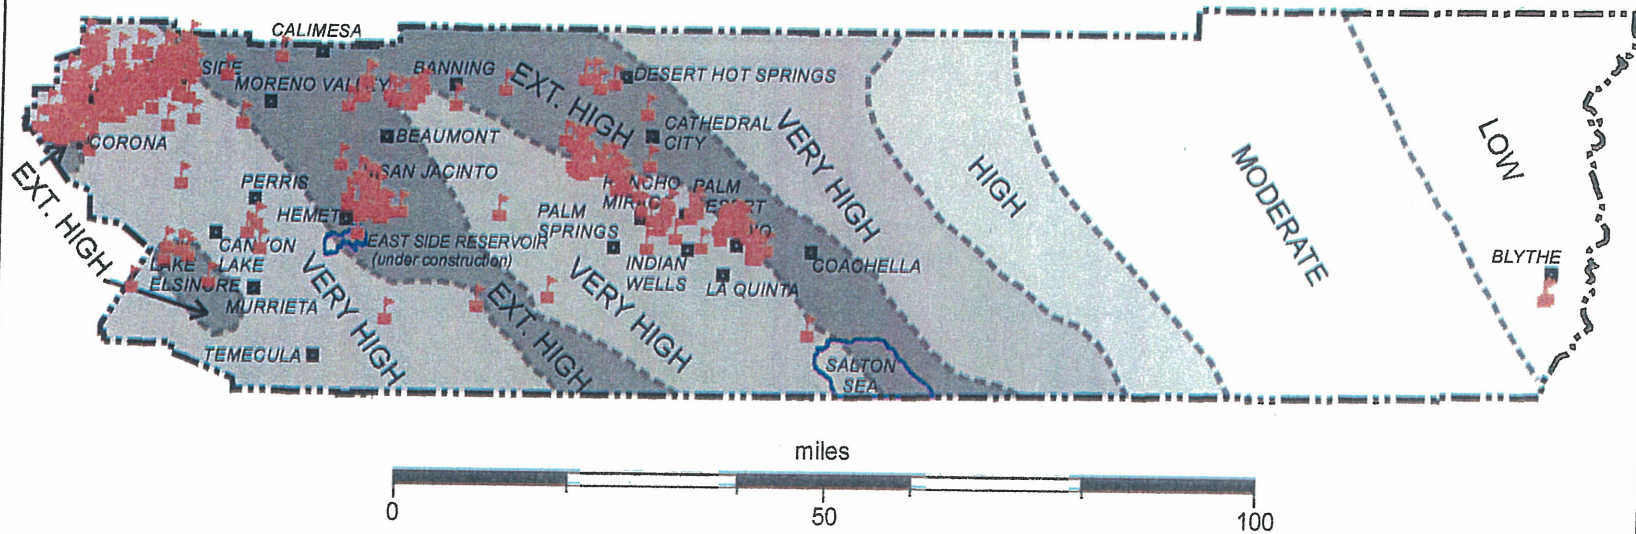 CALIMESA
SIDE
MORENO VALLEY
BANNING
EXT. HIGH
DESERT HOT SPRINGS
VERY HIGH
CATHEDRAL
CITY
BEAUMONT
CORONA
EXT. HIGH
SAN JACINTO
PERRIS
HEMET
PALM
SPRINGS
PALM
HIGH
MODERATE
LOW
CANYON
LAKE
LAKE
ELSINORE
EAST SIDE RESERVOIR
(under construction)
INDIAN
WELLS
COACHELLA
LA QUINTA
BLYTHE
MURRIETA
VERY HIGH
EXT. HIGH
VERY HIGH
TEMECULA
SALTON
SEA
miles
0
50
100